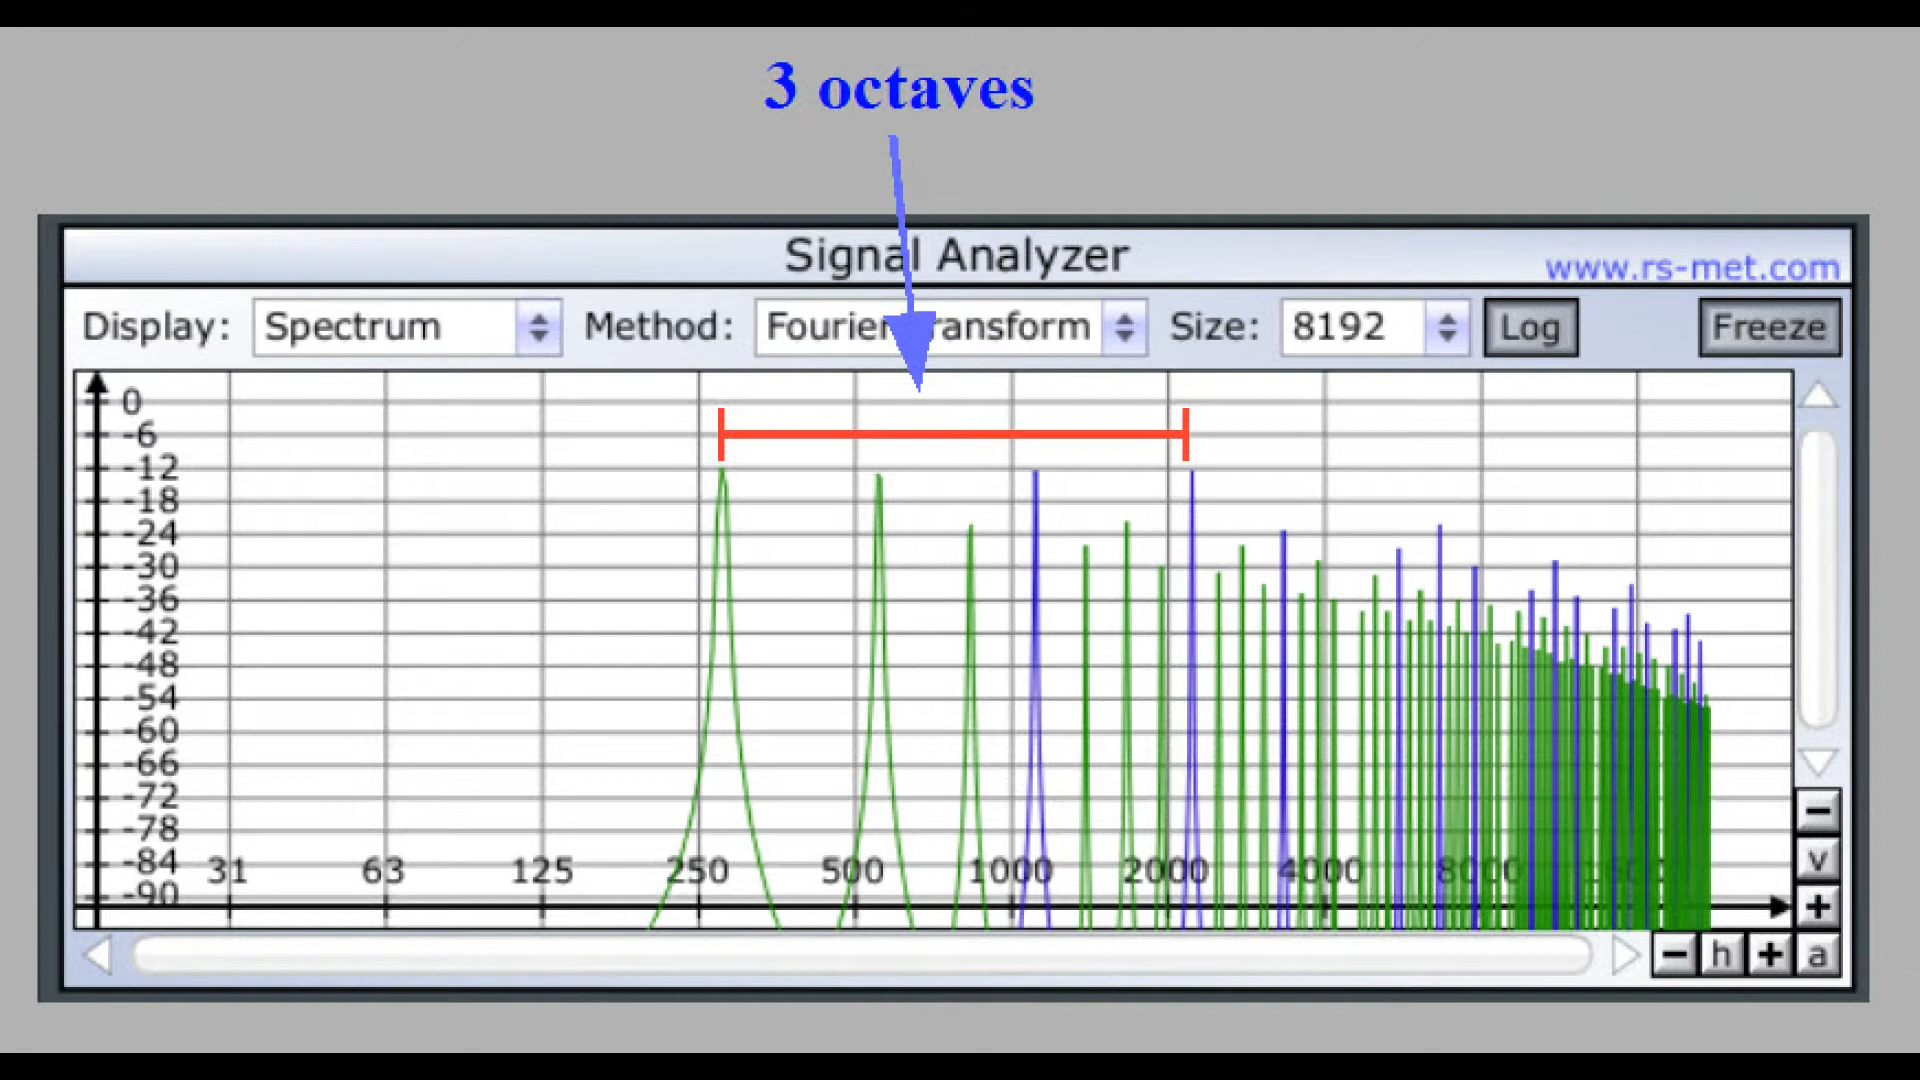 3 octaves
Signal Analyzer
www.rs-met.com
Display: Spectrum Method: Fourier Transform Size: 8192 Log Freeze
0
-6
-12
-18
-24
-30
-36
-42
-48
-54
-60
-66
-72
-78
-84
-90
31 63 125 250 500 1000 2000 4000 8000
v
h a